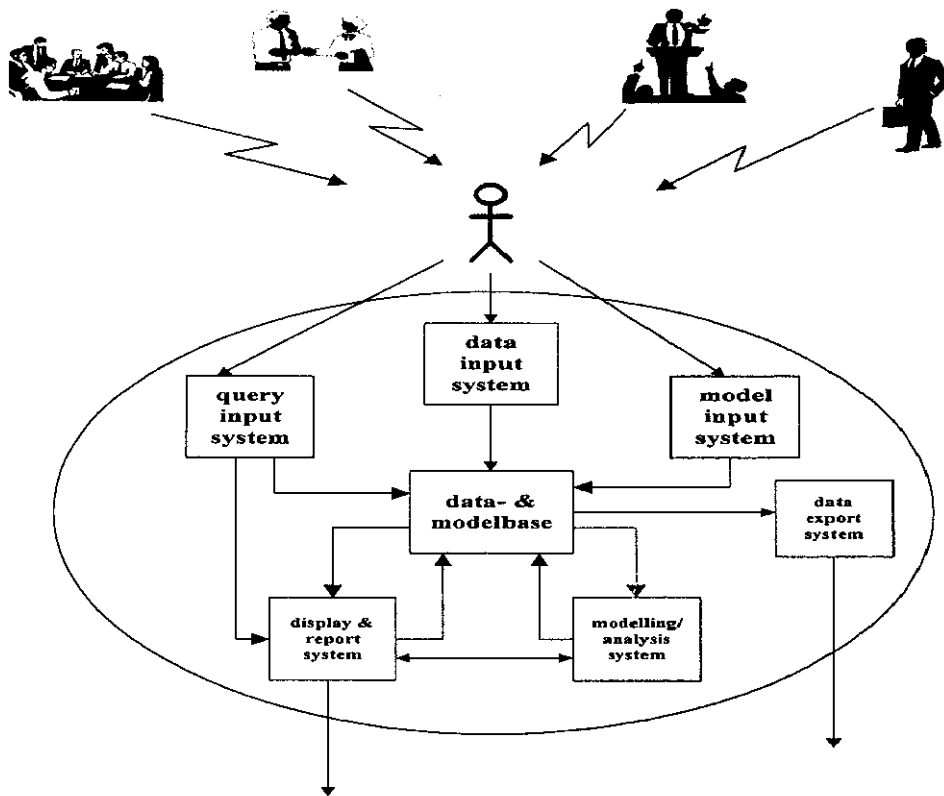 data
input
system
query
input
system
model
input
system
data- &
modelbase
data
export
system
display &
report
system
modelling/
analysis
system